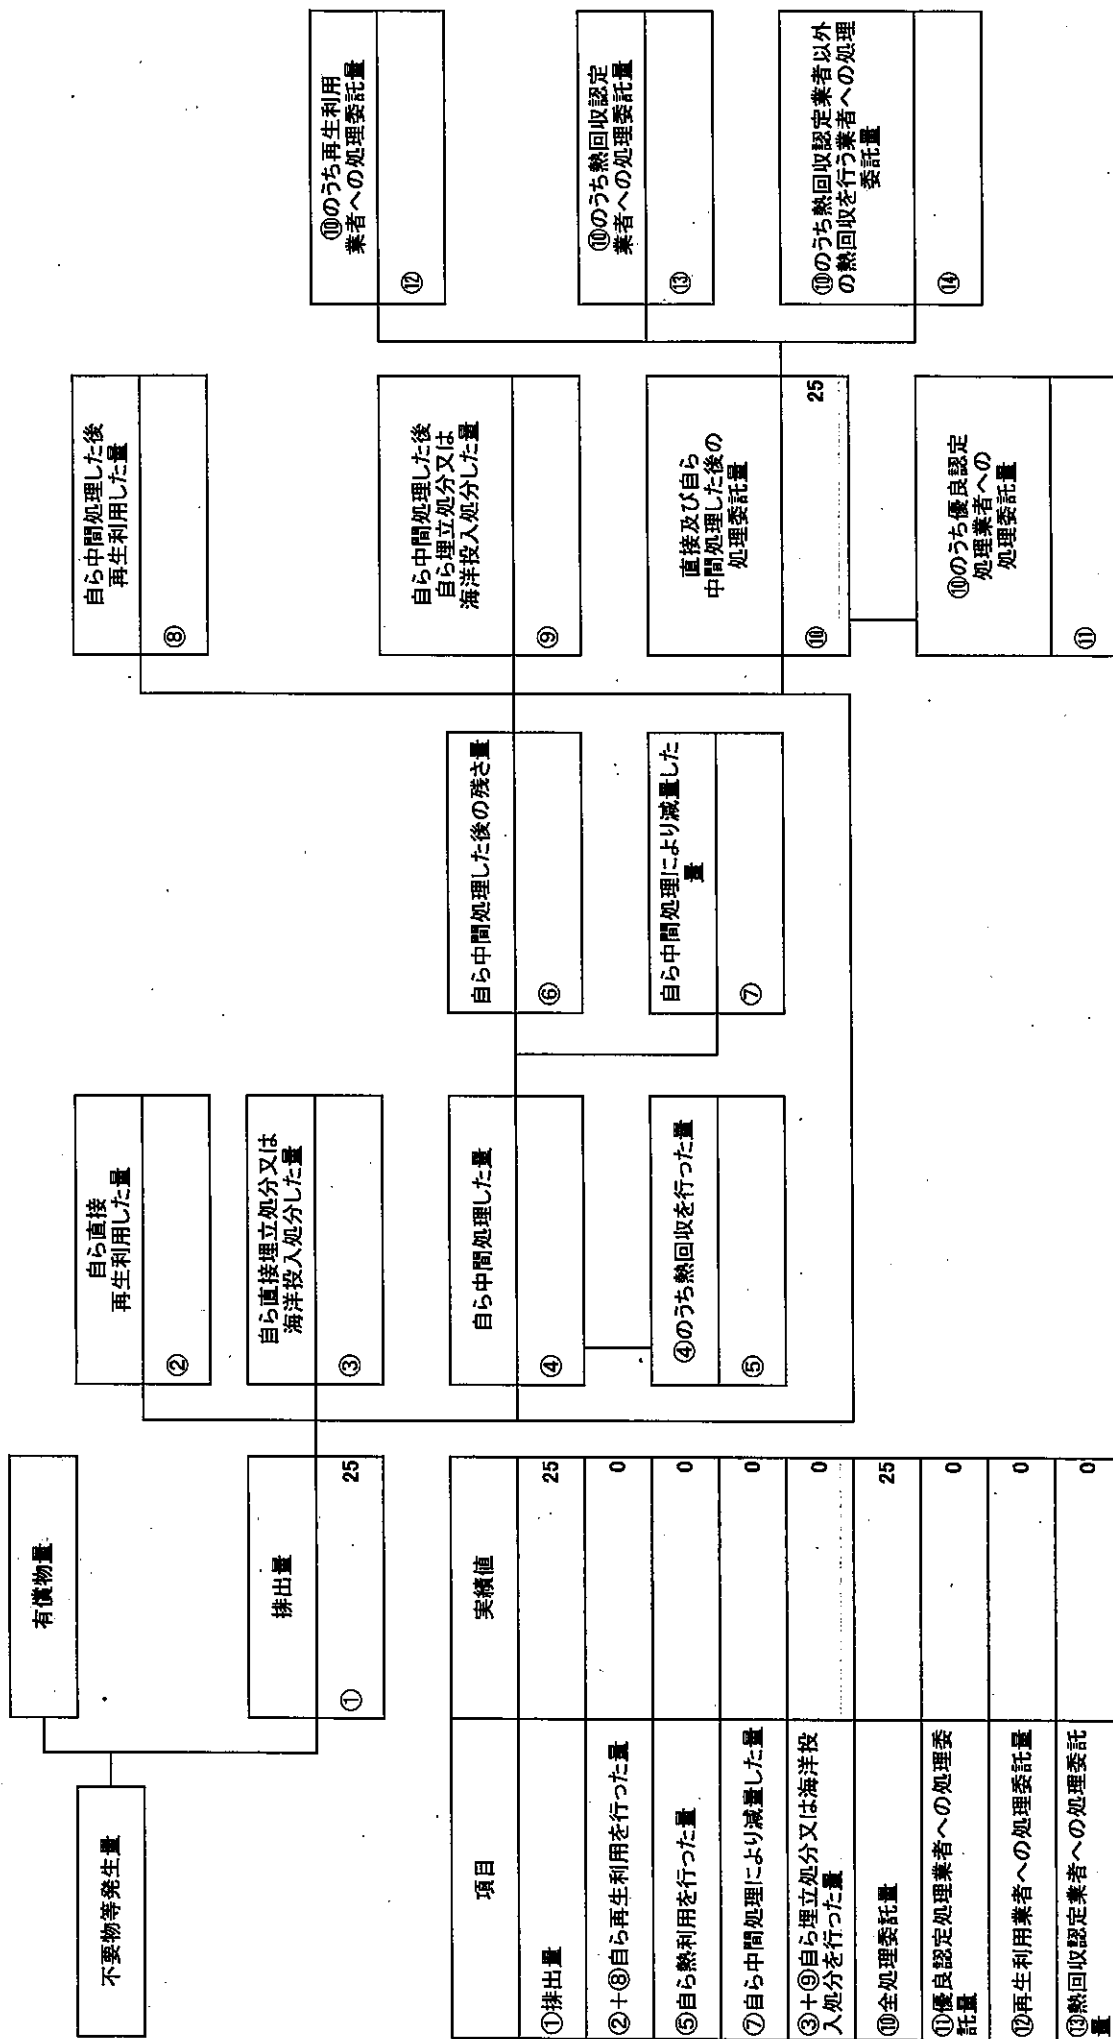 不要物等発生量
有償物量
排出量
①
25
自ら直接
再生利用した量
②
自ら直接埋立処分又は
海洋投入処分した量
③
自ら中間処理した量
④
④のうち熱回収を行った量
⑤
自ら中間処理した後の残さ量
⑥
自ら中間処理により減量した
量
⑦
自ら中間処理した後
再生利用した量
⑧
自ら中間処理した後
自ら埋立処分又は
海洋投入処分した量
⑨
直接及び自ら
中間処理した後の
処理委託量
⑩
25
⑩のうち優良認定
処理業者への
処理委託量
⑪
⑩のうち再生利用
業者への処理委託量
⑫
⑩のうち熱回収認定
業者への処理委託量
⑬
⑩のうち熱回収認定業者以外
の熱回収を行う業者への処理
委託量
⑭
項目 実績値
①排出量 25
②+⑧自ら再生利用を行った量 0
⑤自ら熱利用を行った量 0
⑦自ら中間処理により減量した量 0
③+⑨自ら埋立処分又は海洋投
入処分を行った量 0
⑩全処理委託量 25
⑪優良認定処理業者への処理委
託量 0
⑫再生利用業者への処理委託量 0
⑬熱回収認定業者への処理委託
量 0